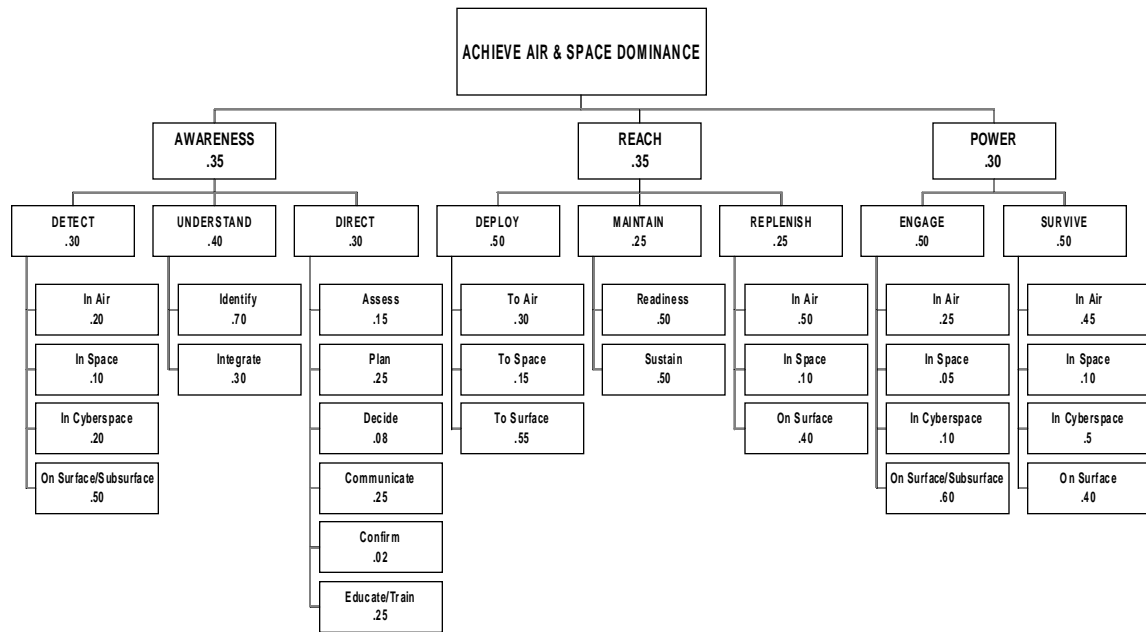 ACHIEVE AIR & SPACE DOMINANCE
AWARENESS
.35
REACH
.35
POWER
.30
DETECT
.30
UNDERSTAND
.40
DIRECT
.30
DEPLOY
.50
MAINTAIN
.25
REPLENISH
.25
ENGAGE
.50
SURVIVE
.50
In Air
.20
In Space
.10
In Cyberspace
.20
On Surface/Subsurface
.50
Identify
.70
Integrate
.30
Assess
.15
Plan
.25
Decide
.08
Communicate
.25
Confirm
.02
Educate/Train
.25
To Air
.30
To Space
.15
To Surface
.55
Readiness
.50
Sustain
.50
In Air
.50
In Space
.10
On Surface
.40
In Air
.25
In Space
.05
In Cyberspace
.10
On Surface/Subsurface
.60
In Air
.45
In Space
.10
In Cyberspace
.5
On Surface
.40